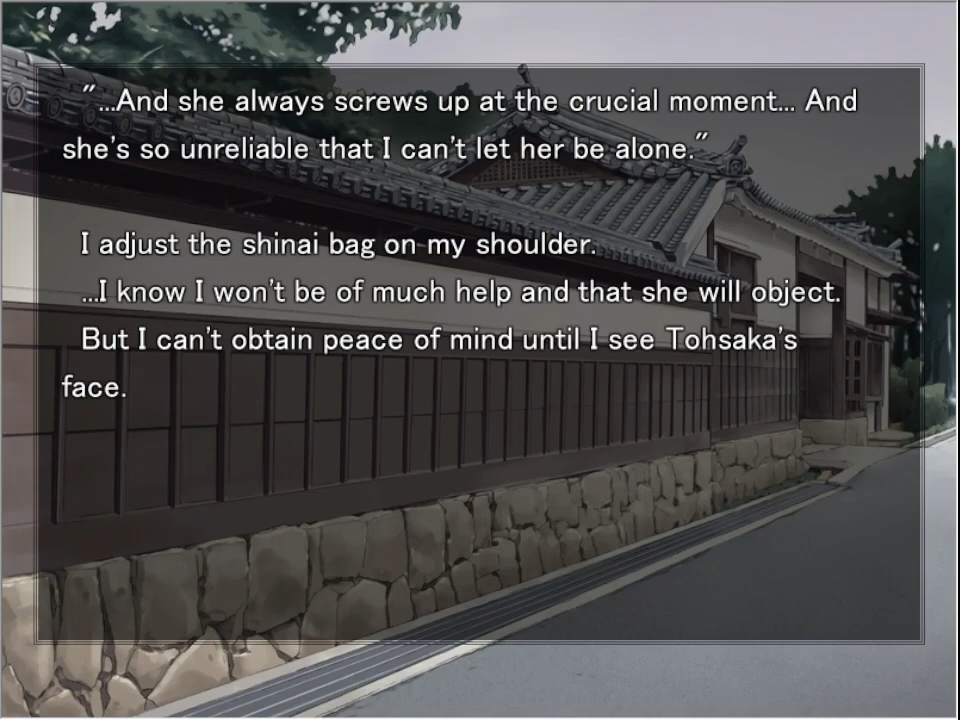 "...And she always screws up at the crucial moment... And
she's so unreliable that I can't let her be alone."
I adjust the shinai bag on my shoulder.
...I know I won't be of much help and that she will object.
But I can't obtain peace of mind until I see Tohsaka's
face.